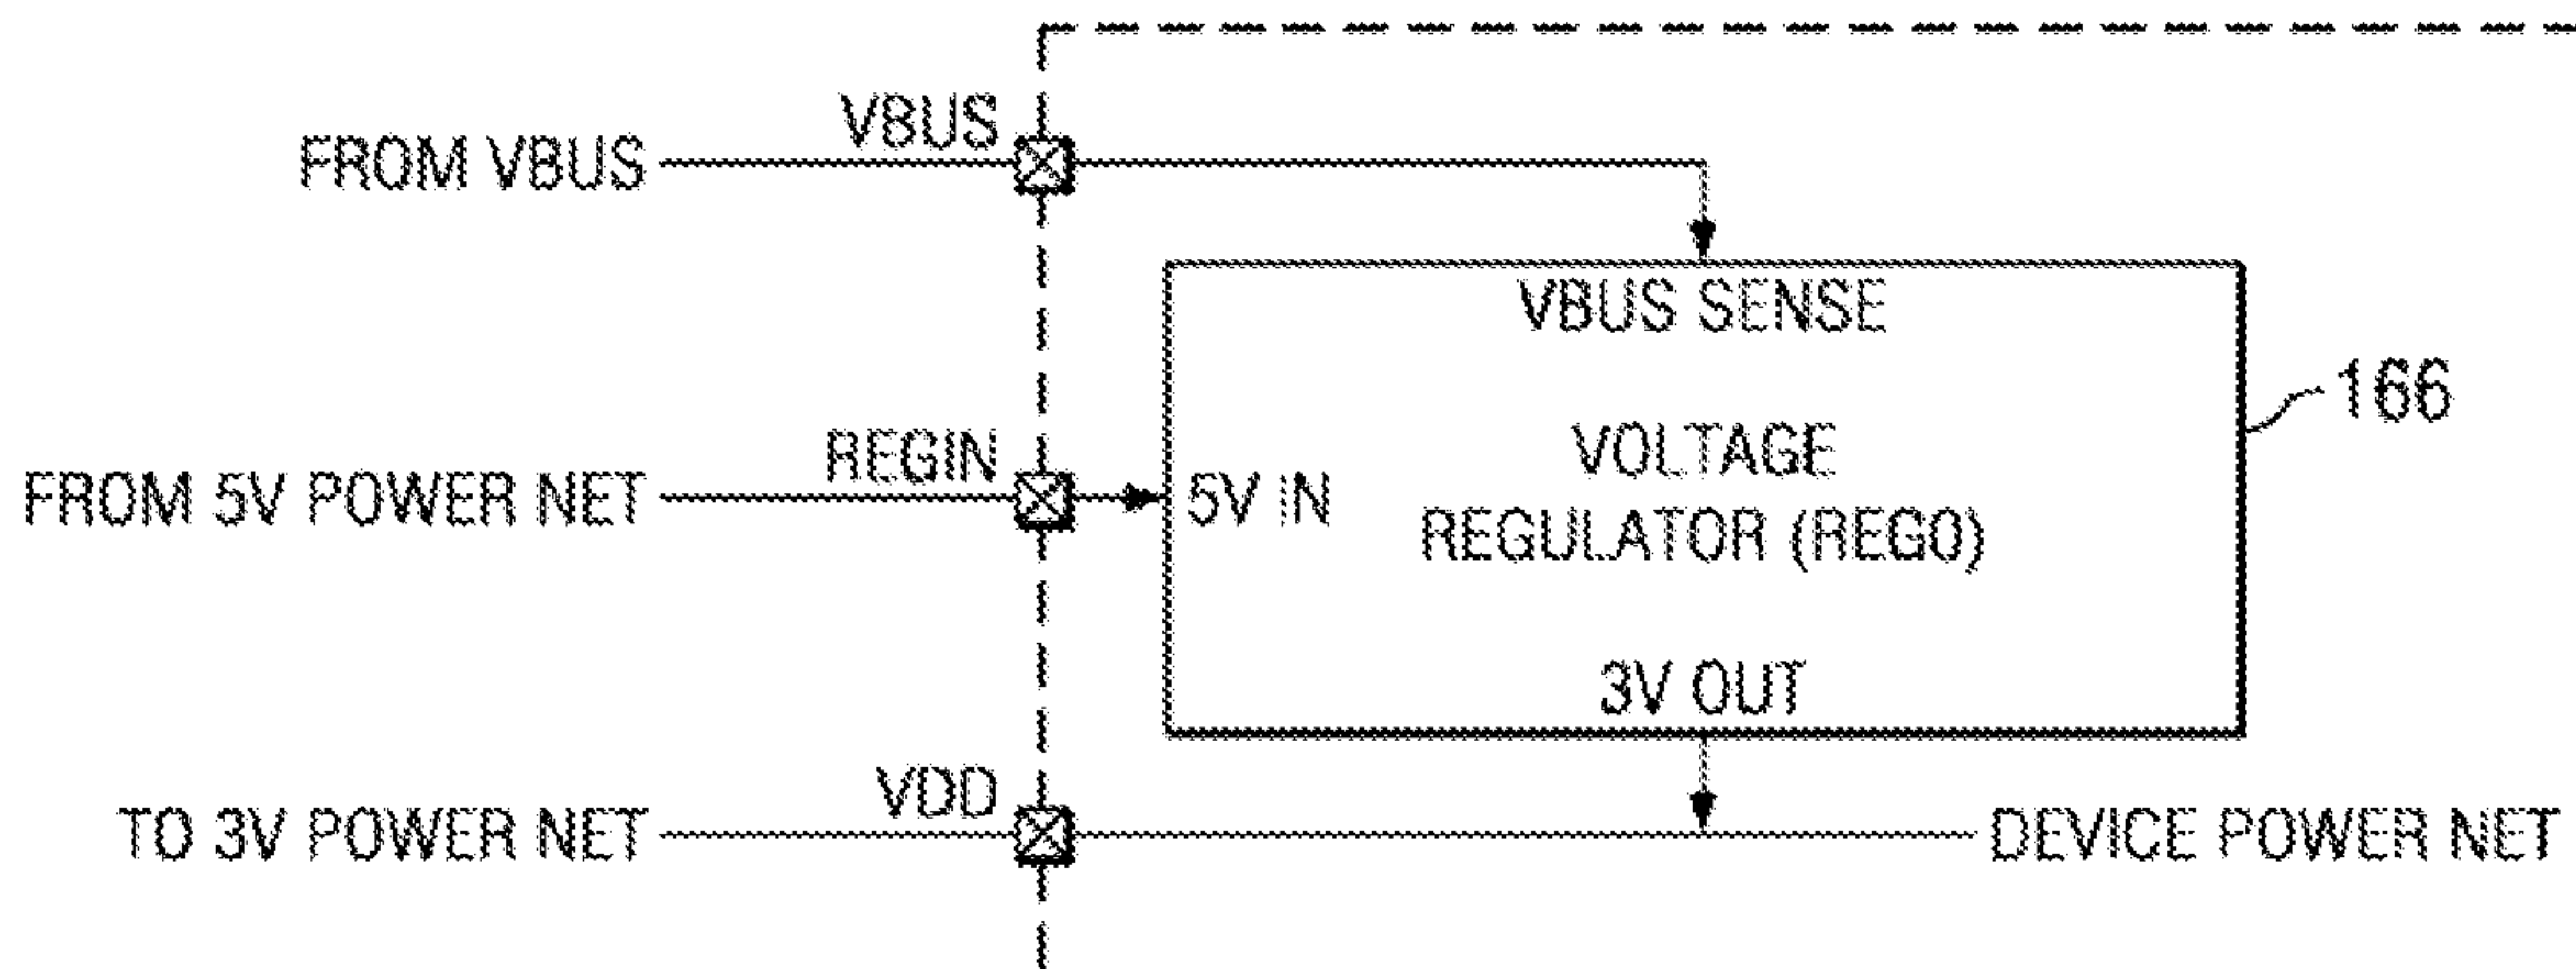 VBUS
FROM VBUS
VBUS SENSE
166
REGIN
VOLTAGE
FROM 5V POWER NET
5V IN
REGULATOR (REG0)
3V OUT
VDD
TO 3V POWER NET
DEVICE POWER NET